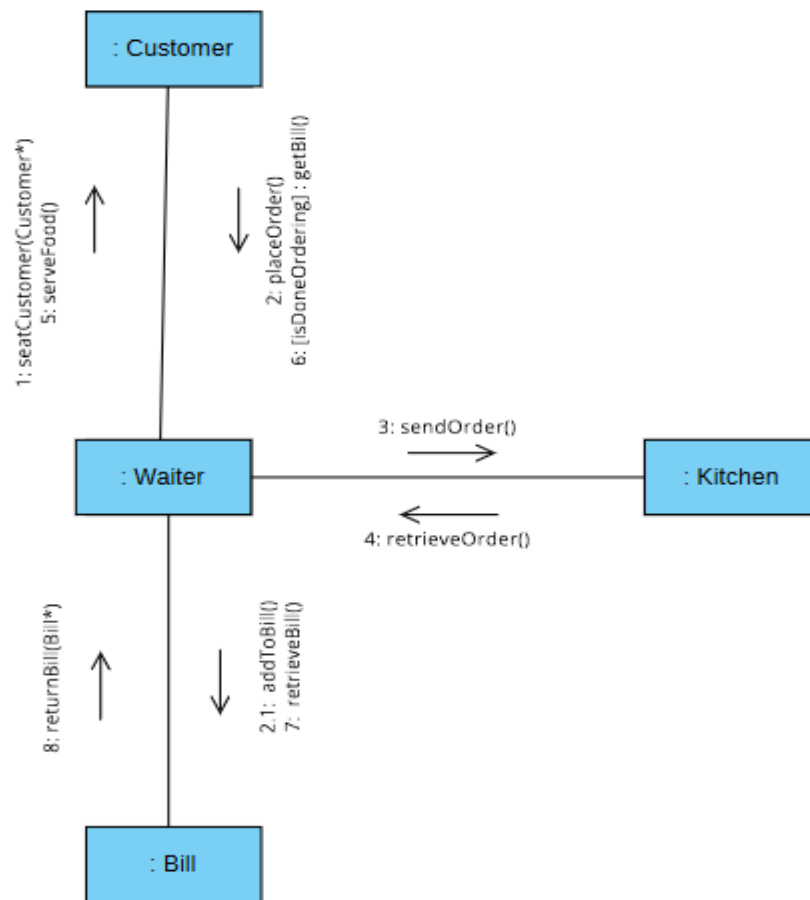 : Customer
1: seatCustomer(Customer*)
5: serveFood()
2: placeOrder()
6: [isDoneOrdering] : getBill()
3: sendOrder()
: Waiter
: Kitchen
4: retrieveOrder()
8: returnBill(Bill*)
2.1: addToBill()
7: retrieveBill()
: Bill